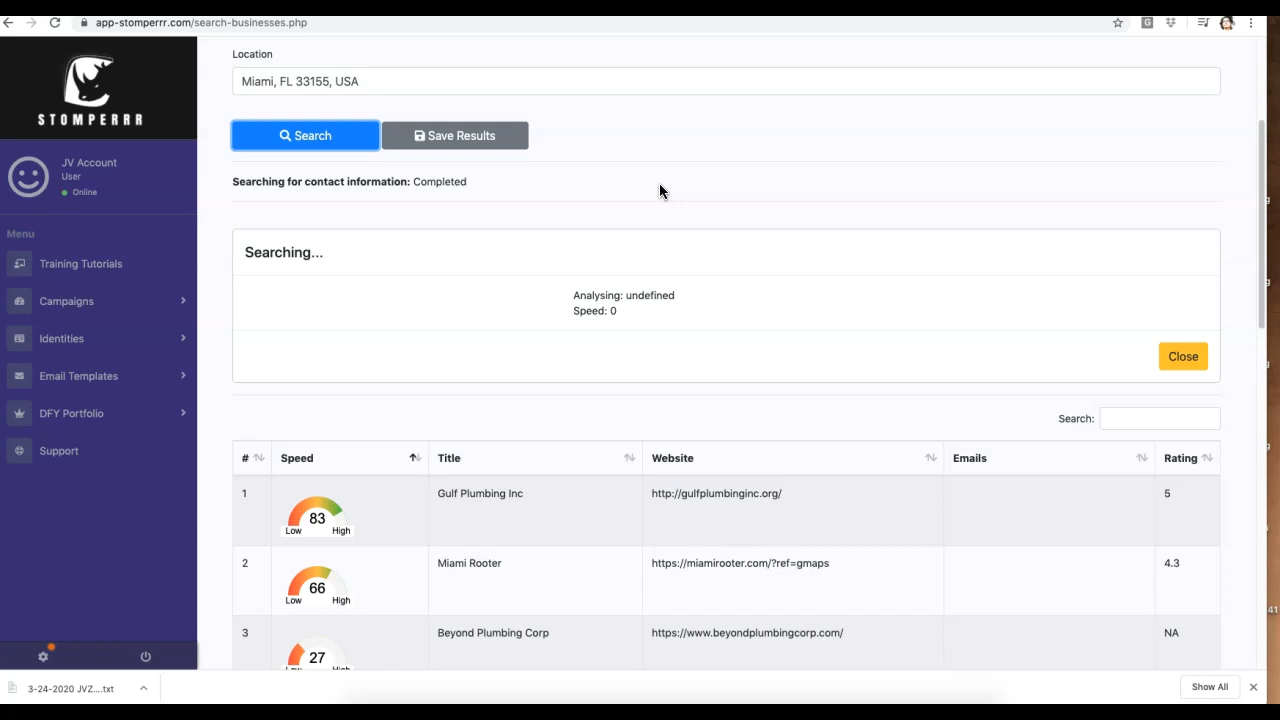 app-stomperrr.com/search-businesses.php
Location
Miami, FL 33155, USA
STOMPERRR
Search
Save Results
JV Account
User
Online
Searching for contact information: Completed
Menu
Training Tutorials
Campaigns
Identities
Email Templates
DFY Portfolio
Support
Searching...
Analysing: undefined
Speed: 0
Close
Search:
# Speed Title Website Emails Rating
1 83 Low High Gulf Plumbing Inc http://gulfplumbinginc.org/ 5
2 66 Low High Miami Rooter https://miamirooter.com/?ref=gmaps 4.3
3 27 Low High Beyond Plumbing Corp https://www.beyondplumbingcorp.com/ NA
3-24-2020 JVZ....txt
Show All